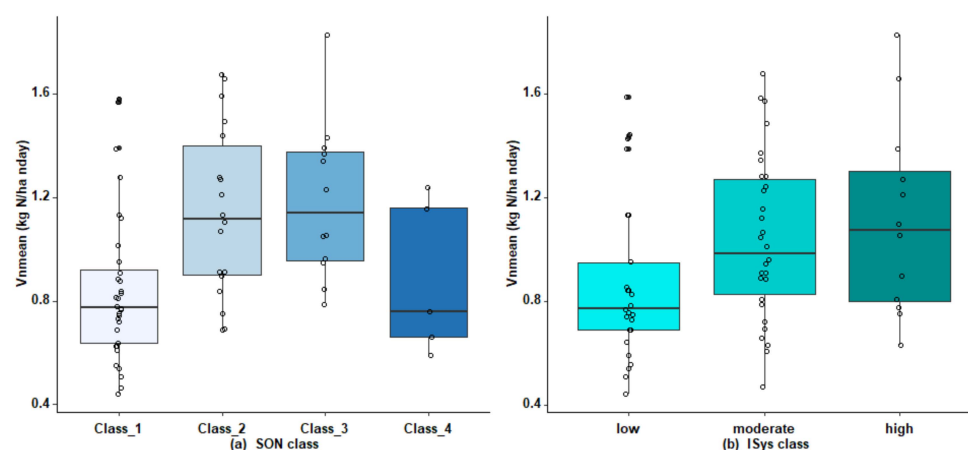 Vnmean (kg N/ha nday)
1.6
1.2
0.8
0.4
Class_1 Class_2 Class_3 Class_4
(a) SON class
Vnmean (kg N/ha nday)
1.6
1.2
0.8
0.4
low moderate high
(b) ISys class